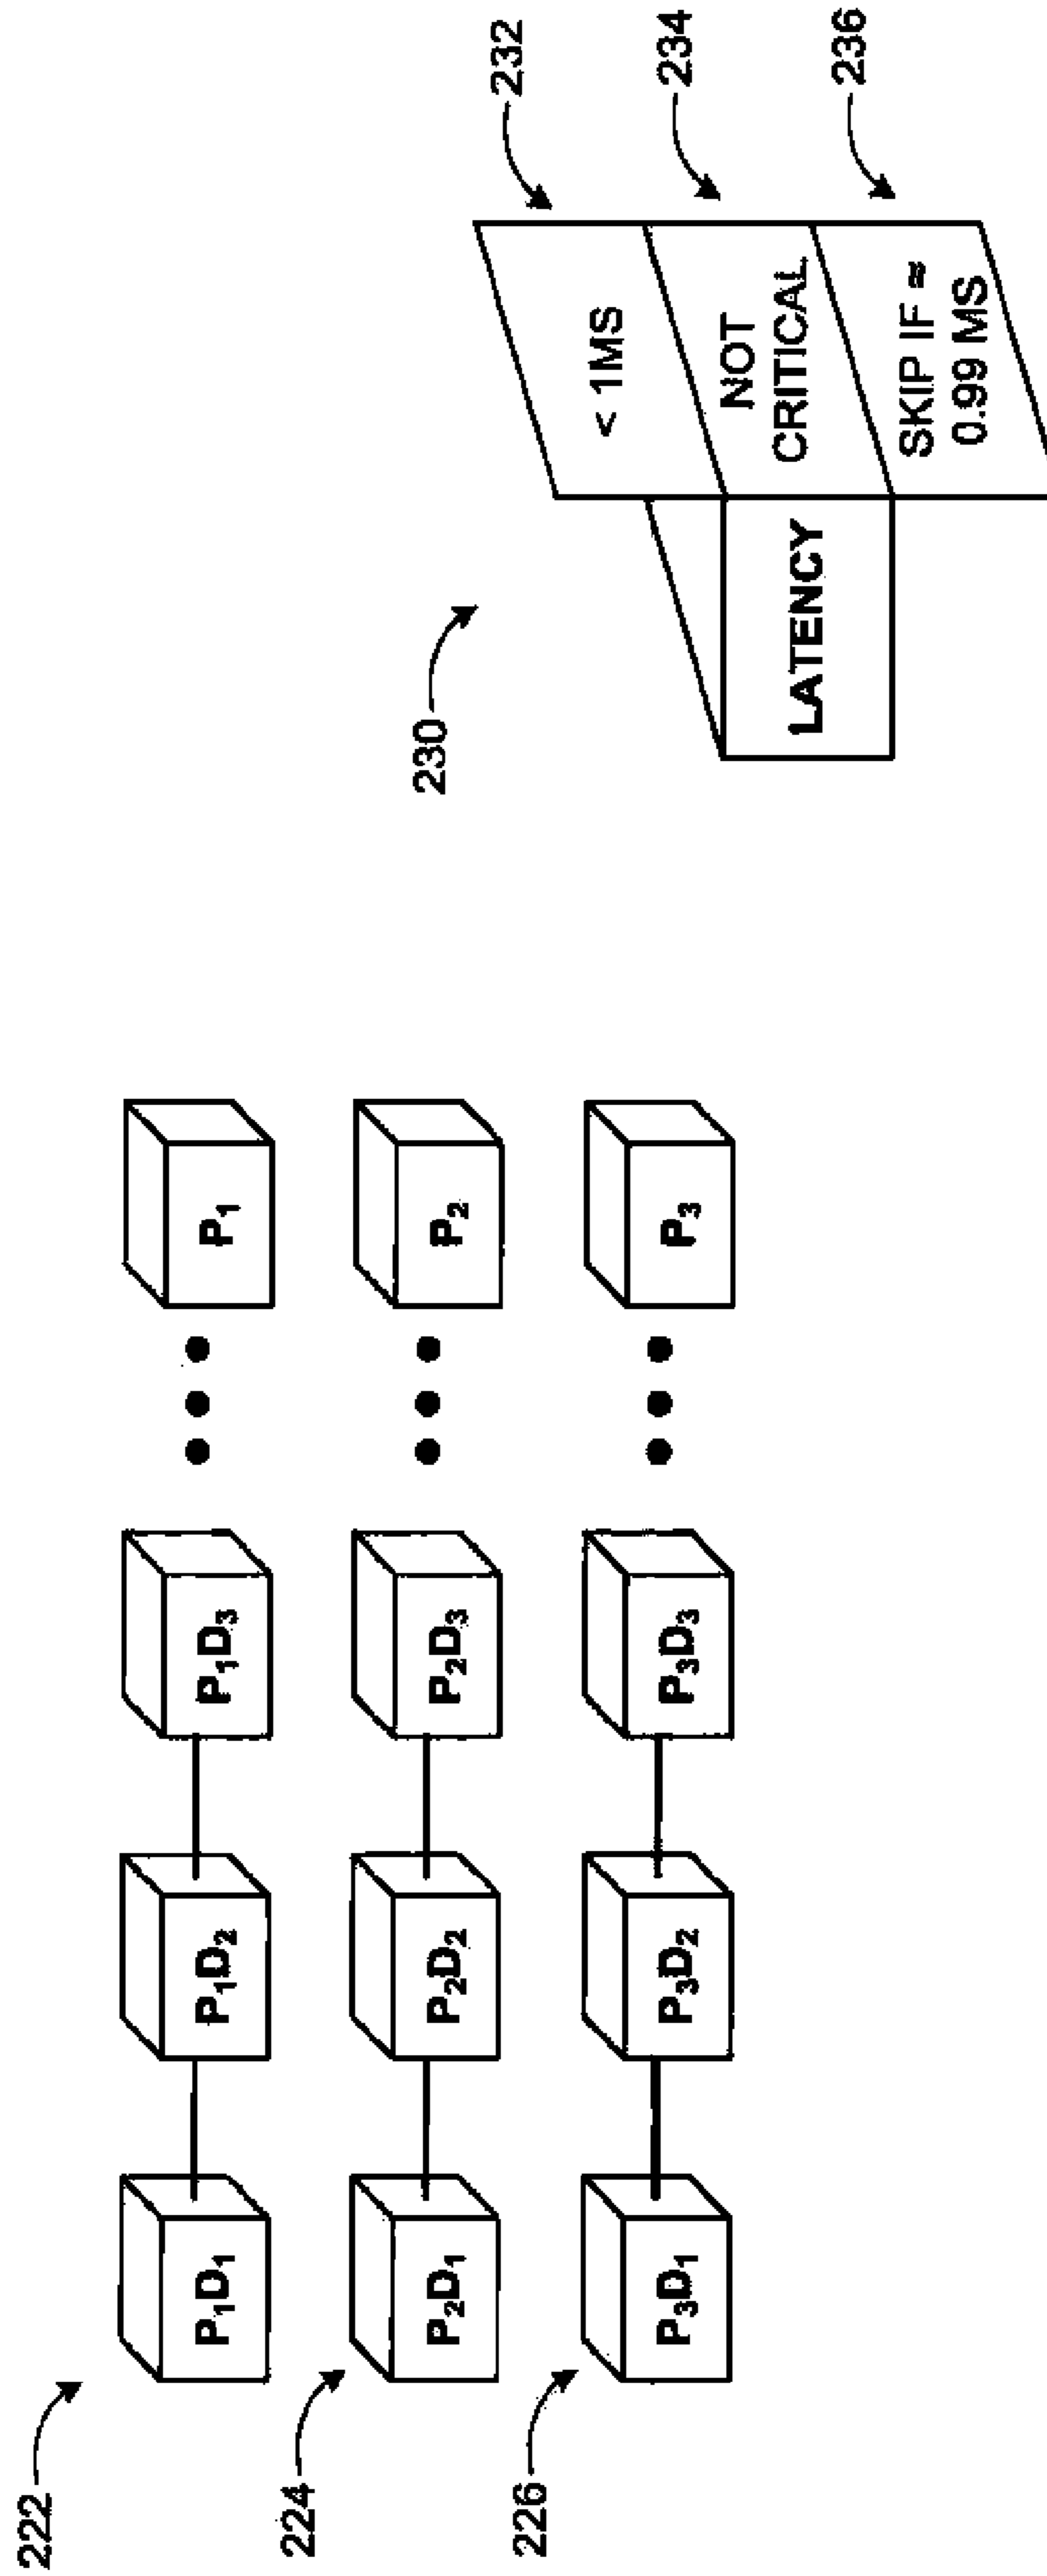 222
P₁D₁
P₁D₂
P₁D₃
P₁
224
P₂D₁
P₂D₂
P₂D₃
P₂
226
P₃D₁
P₃D₂
P₃D₃
P₃
230
LATENCY
< 1MS
232
NOT
CRITICAL
234
SKIP IF ≈
0.99 MS
236